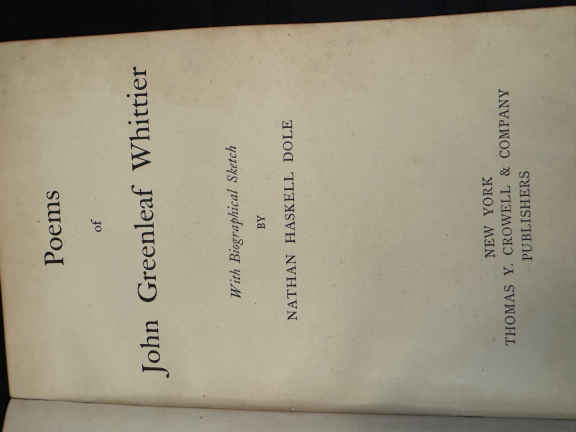 Poems
of
John Greenleaf Whittier
With Biographical Sketch
BY
NATHAN HASKELL DOLE
NEW YORK
THOMAS Y. CROWELL & COMPANY
PUBLISHERS